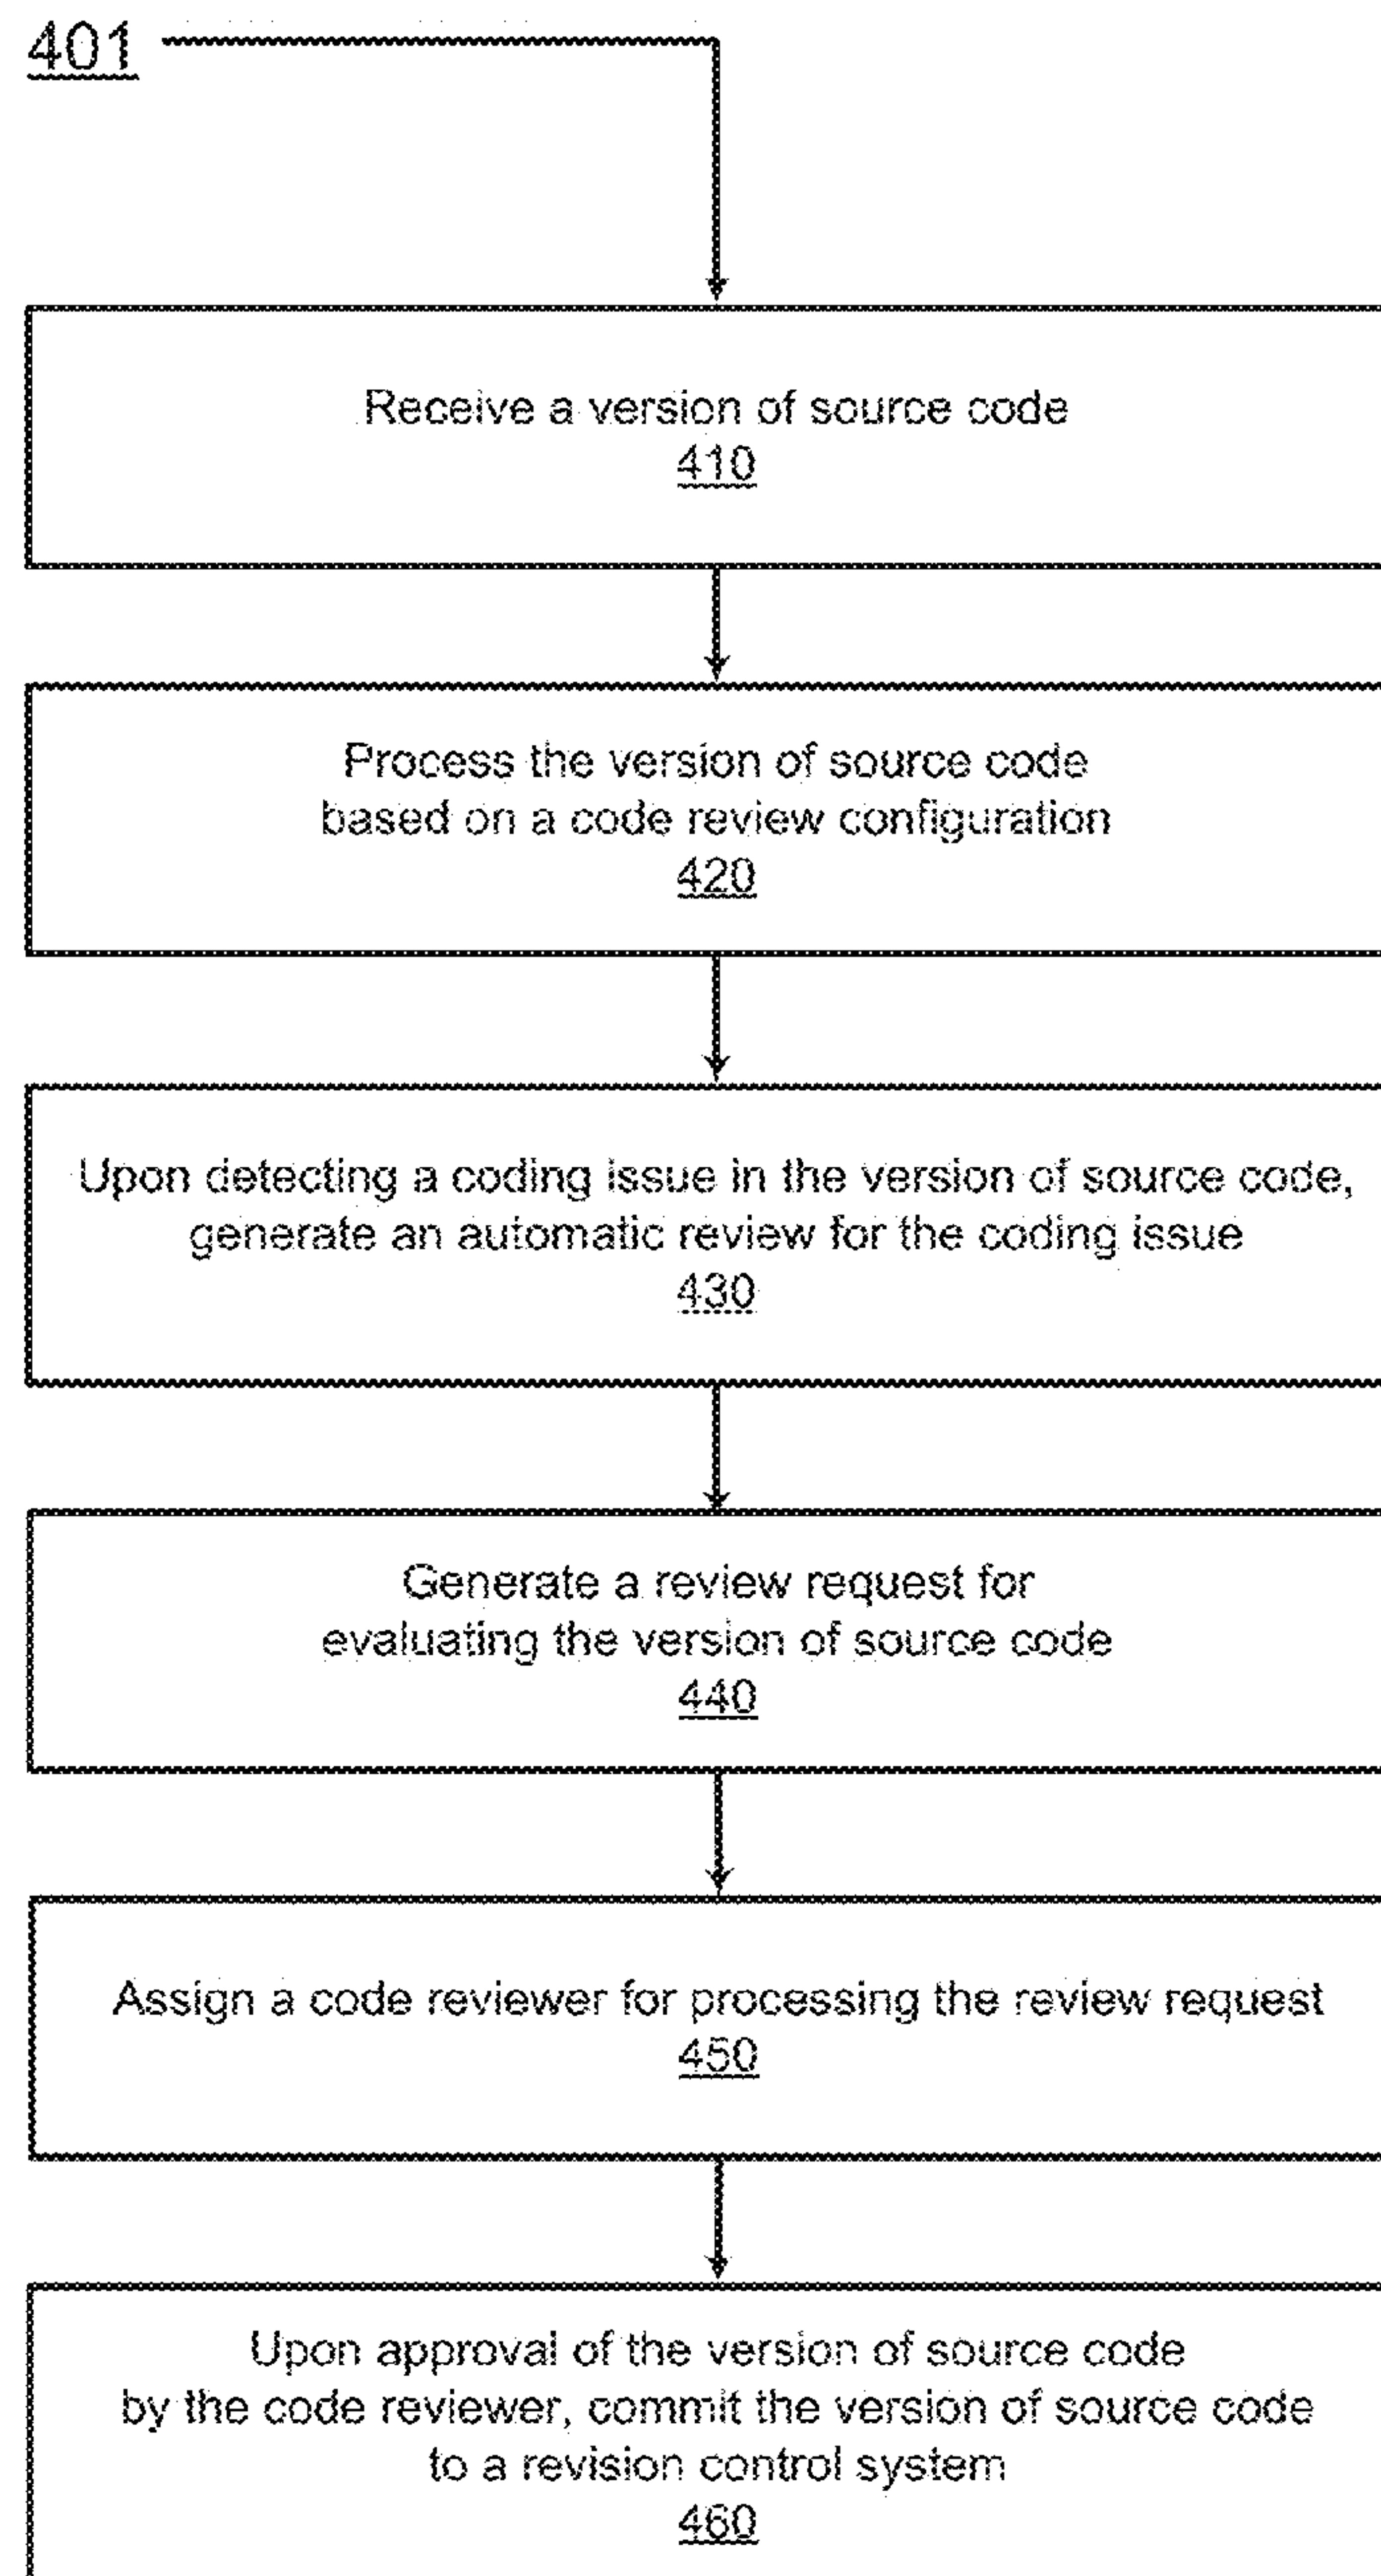 401
Receive a version of source code
410
Process the version of source code
based on a code review configuration
420
Upon detecting a coding issue in the version of source code,
generate an automatic review for the coding issue
430
Generate a review request for
evaluating the version of source code
440
Assign a code reviewer for processing the review request
450
Upon approval of the version of source code
by the code reviewer, commit the version of source code
to a revision control system
460